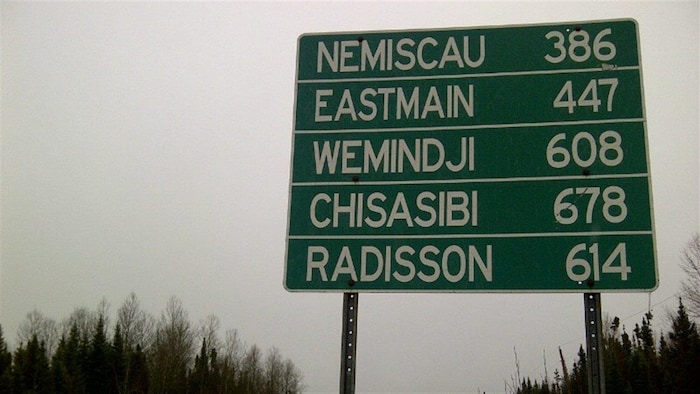 NEMISCAU 386
EASTMAIN 447
WEMINDJI 608
CHISASIBI 678
RADISSON 614